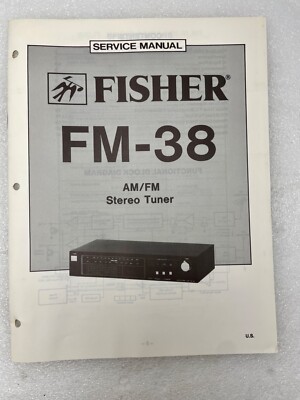 SERVICE MANUAL
FISHER®
FM-38
AM/FM
Stereo Tuner
U.S.